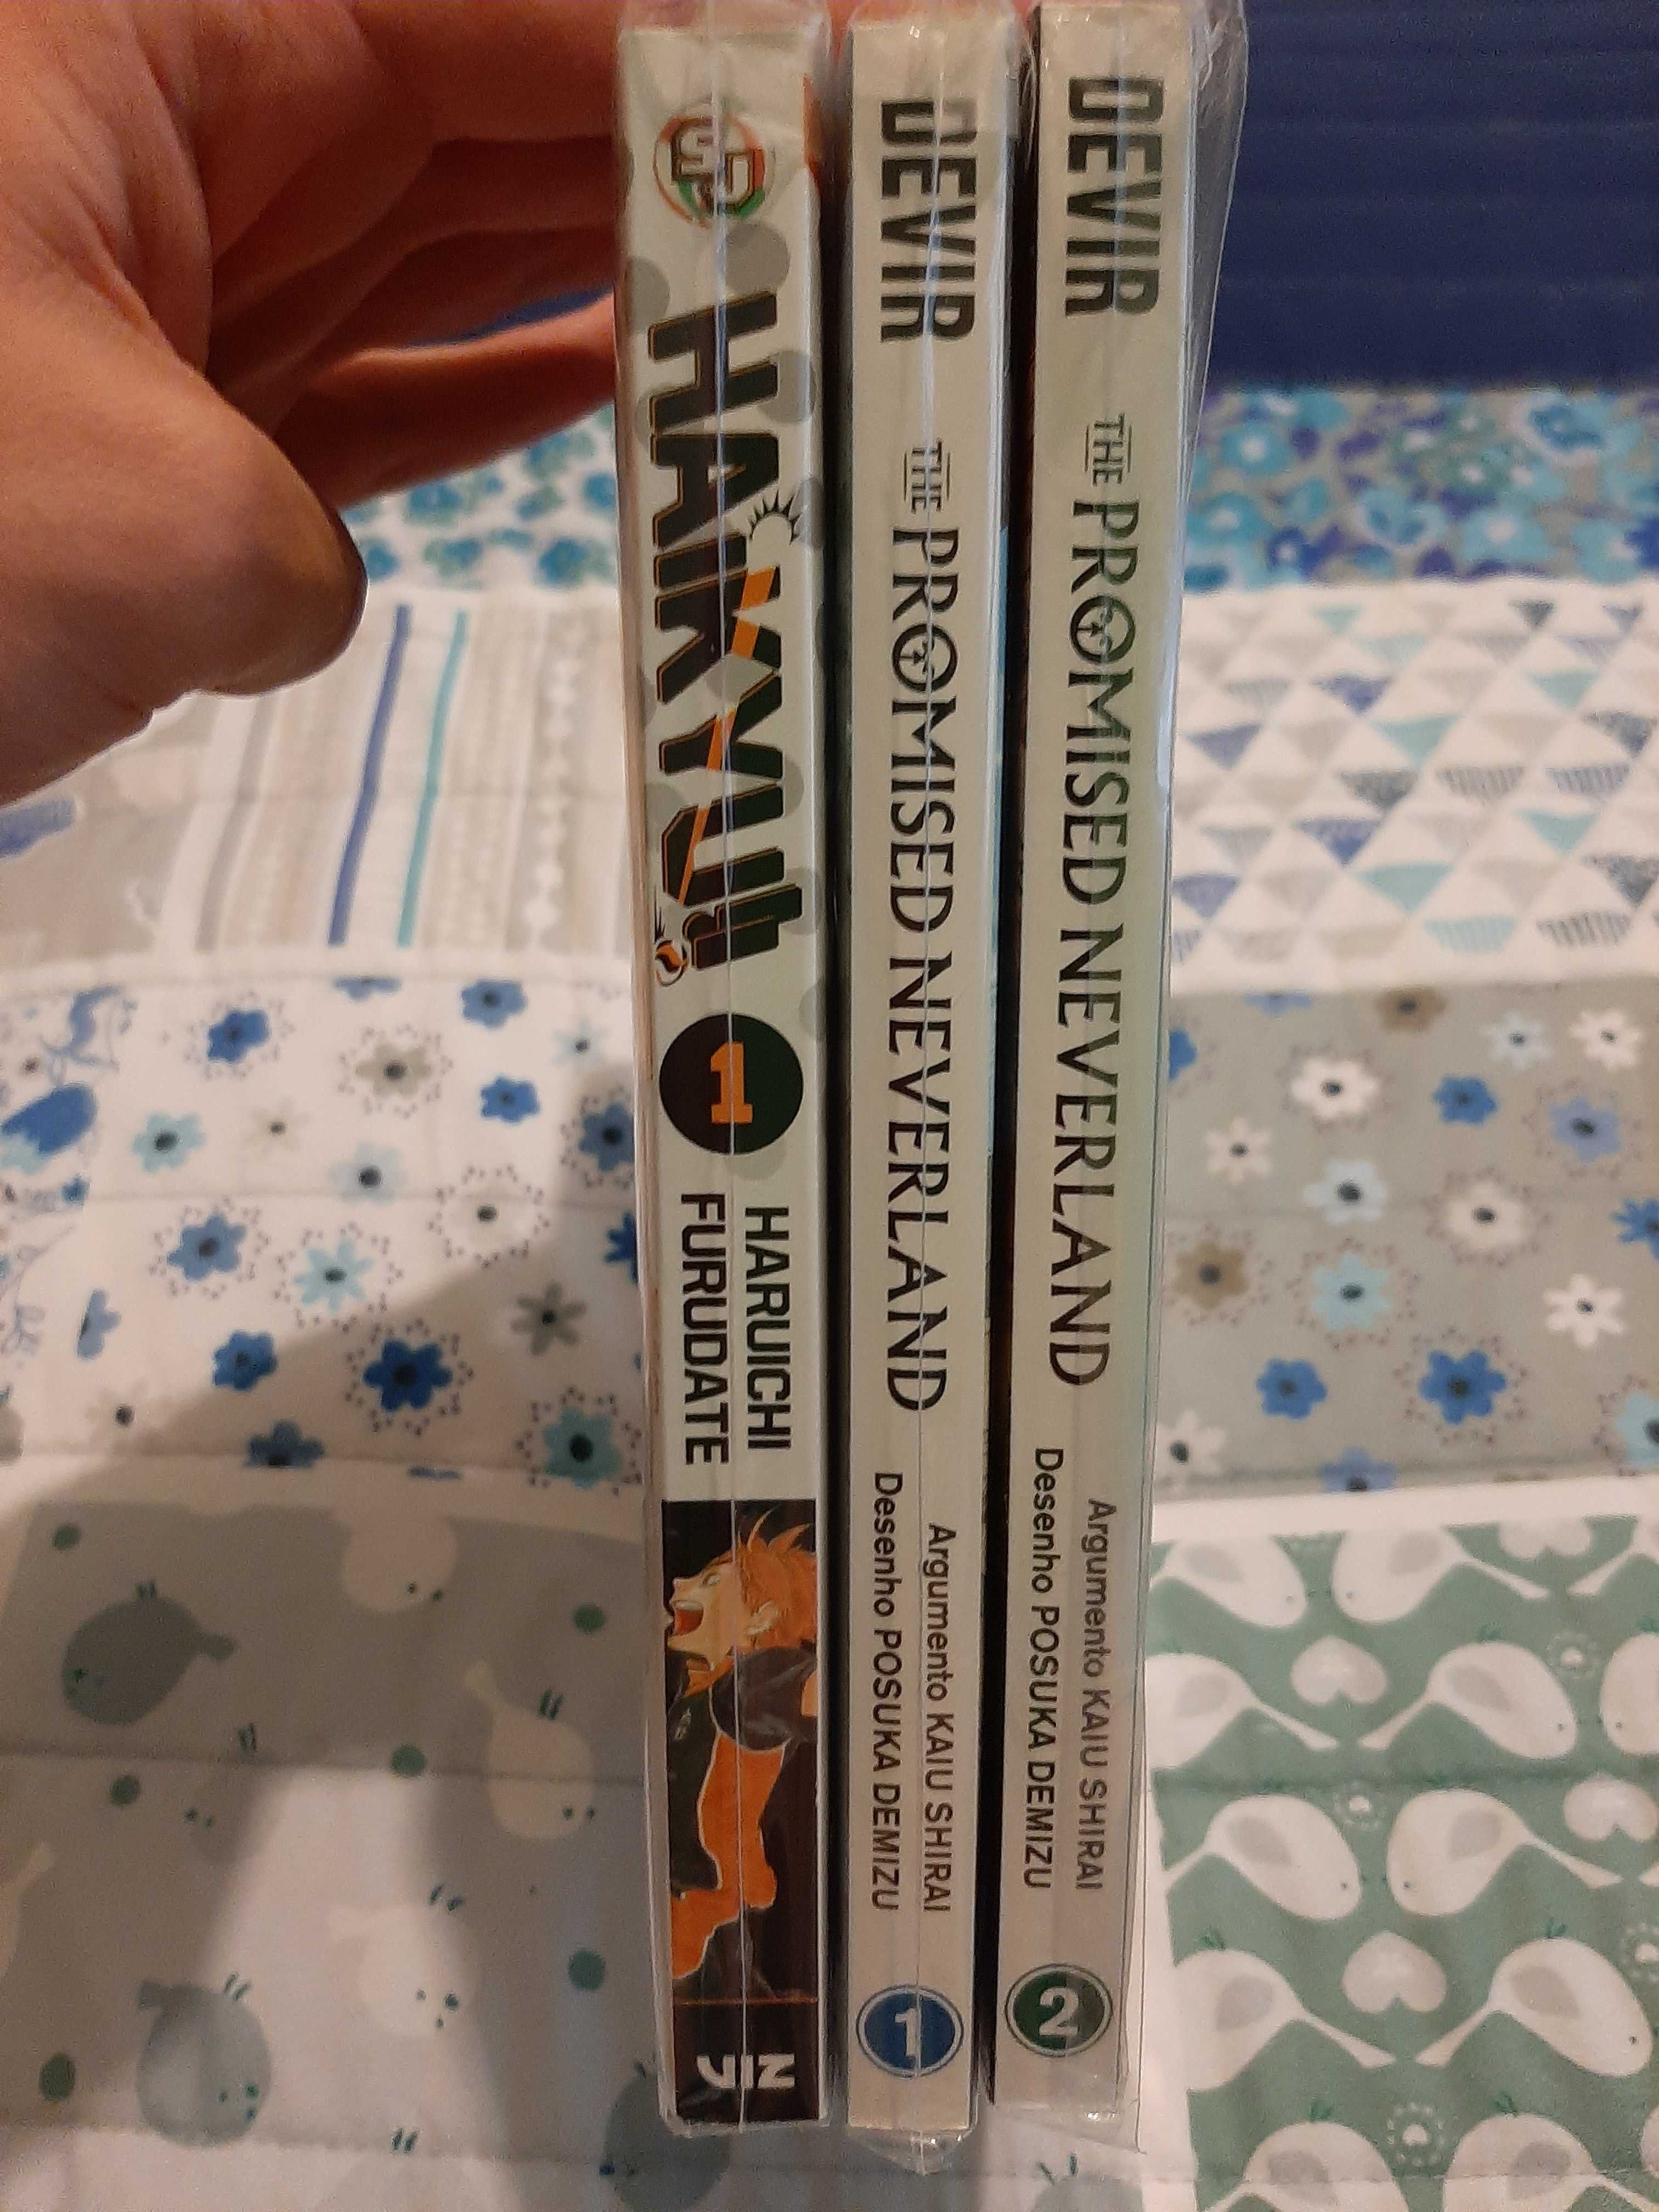 HAIKYU!!
1
HARUICHI
FURUDATE
DEVIR
THE PROMISED NEVERLAND
Argumento KAIU SHIRAI
Desenho POSUKA DEMIZU
1
DEVIR
THE PROMISED NEVERLAND
Argumento KAIU SHIRAI
Desenho POSUKA DEMIZU
2